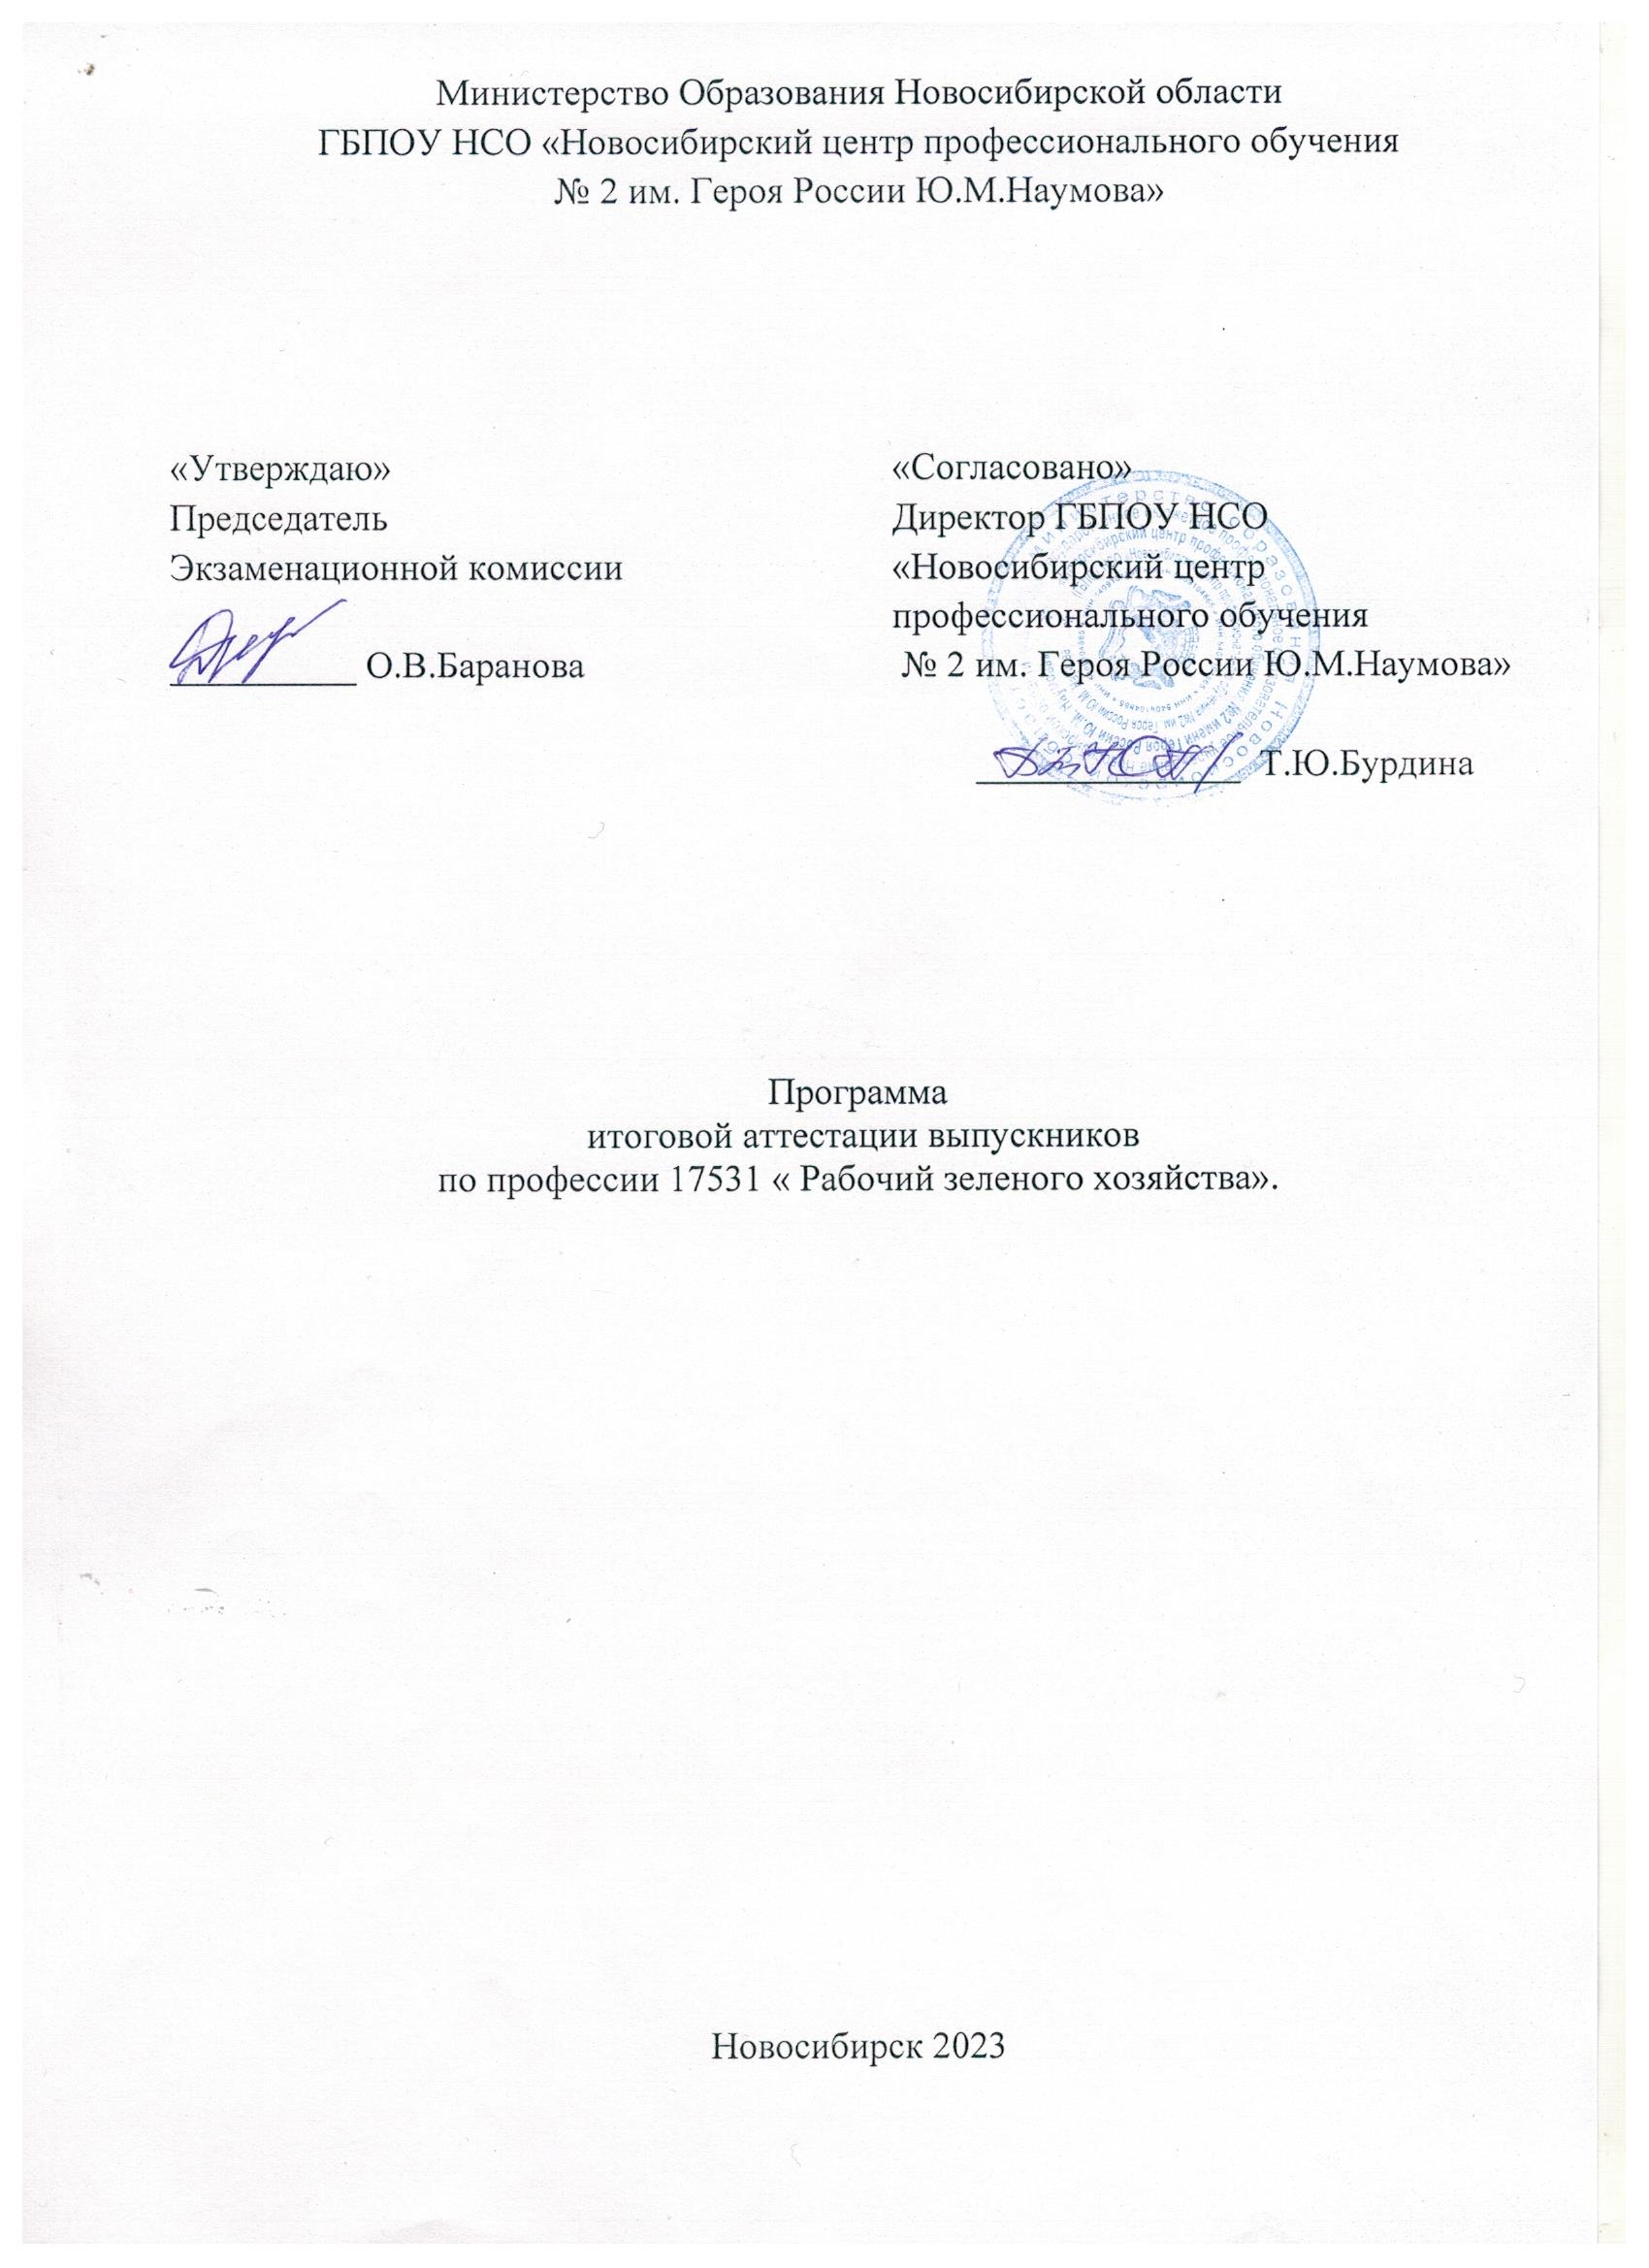 Министерство Образования Новосибирской области
ГБПОУ НСО «Новосибирский центр профессионального обучения
№ 2 им. Героя России Ю.М.Наумова»
«Утверждаю»
Председатель
Экзаменационной комиссии
О.В.Баранова
«Согласовано»
Директор ГБПОУ НСО
«Новосибирский центр
профессионального обучения
№ 2 им. Героя России Ю.М.Наумова»
Т.Ю.Бурдина
Программа
итоговой аттестации выпускников
по профессии 17531 « Рабочий зеленого хозяйства».
Новосибирск 2023